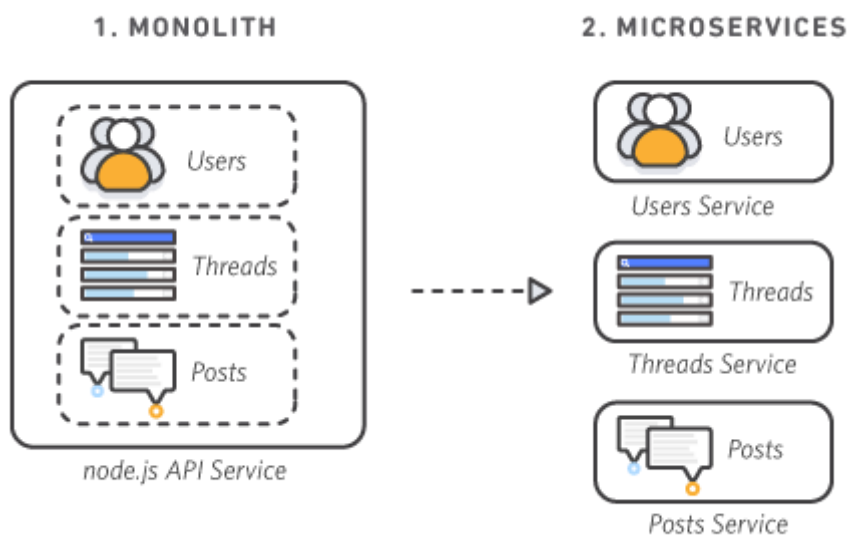 1. MONOLITH
Users
Threads
Posts
node.js API Service
2. MICROSERVICES
Users
Users Service
Threads
Threads Service
Posts
Posts Service